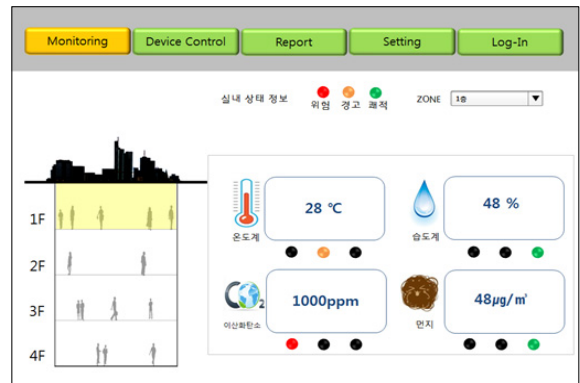 Monitoring
Device Control
Report
Setting
Log-In
실내 상태 정보
위험 경고 쾌적
ZONE
1층
1F
2F
3F
4F
28 ℃
온도계
48 %
습도계
CO2
1000ppm
이산화탄소
48㎍/㎥
먼지